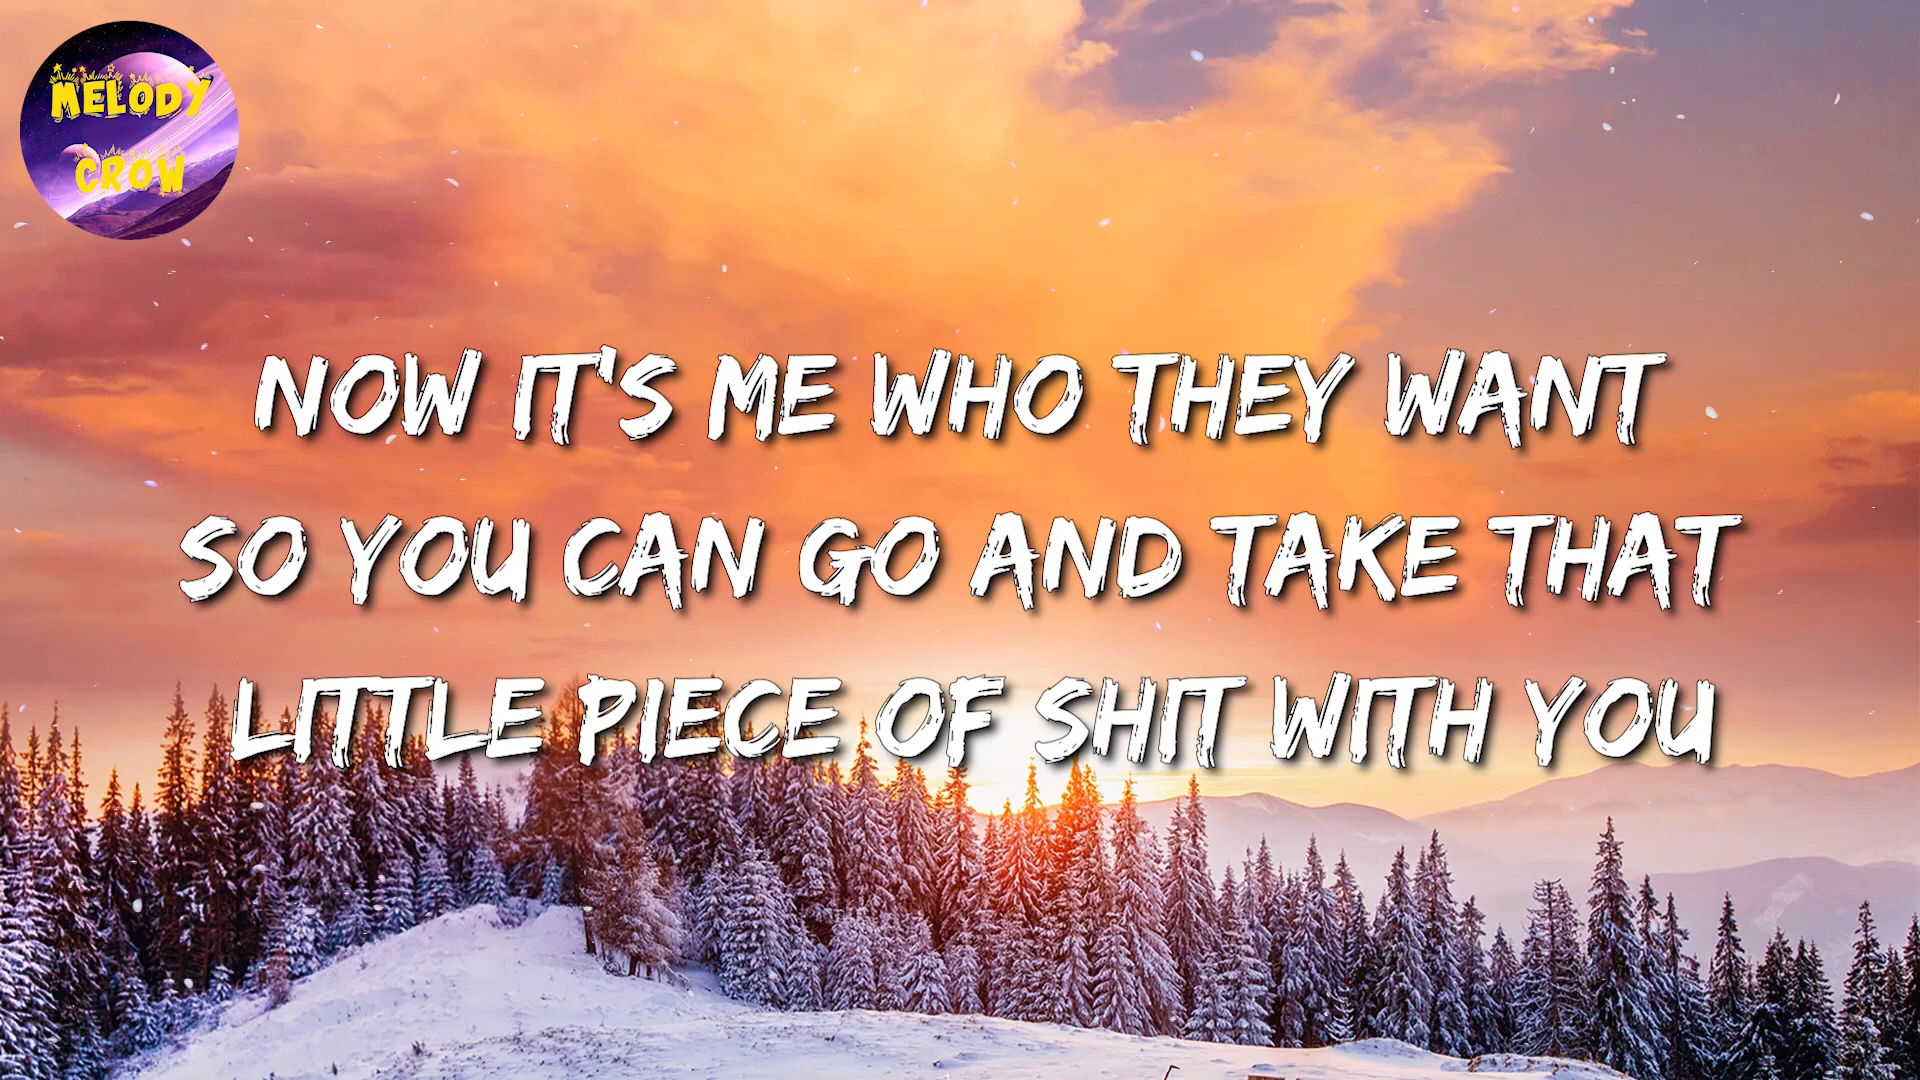 MELODY
CROW
NOW IT'S ME WHO THEY WANT
SO YOU CAN GO AND TAKE THAT
LITTLE PIECE OF SHIT WITH YOU